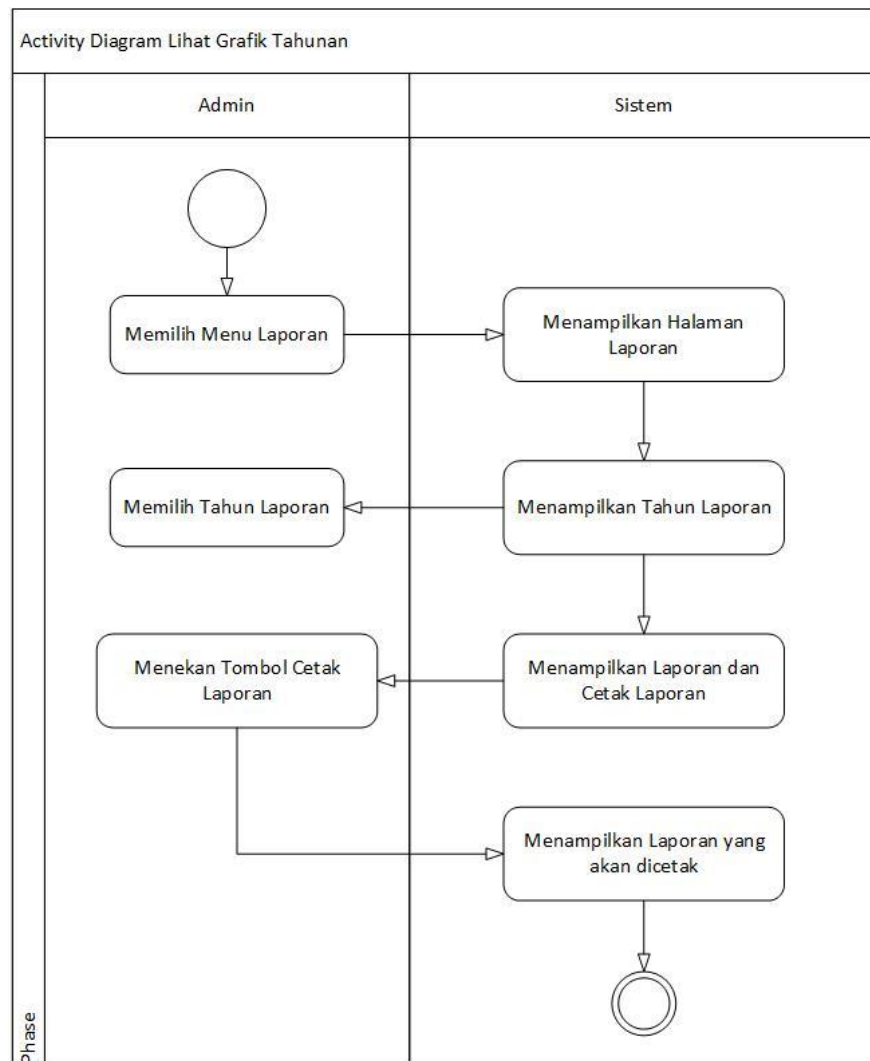 Activity Diagram Lihat Grafik Tahunan
Admin
Sistem
Memilih Menu Laporan
Menampilkan Halaman
Laporan
Memilih Tahun Laporan
Menampilkan Tahun Laporan
Menekan Tombol Cetak
Laporan
Menampilkan Laporan dan
Cetak Laporan
Menampilkan Laporan yang
akan dicetak
Phase